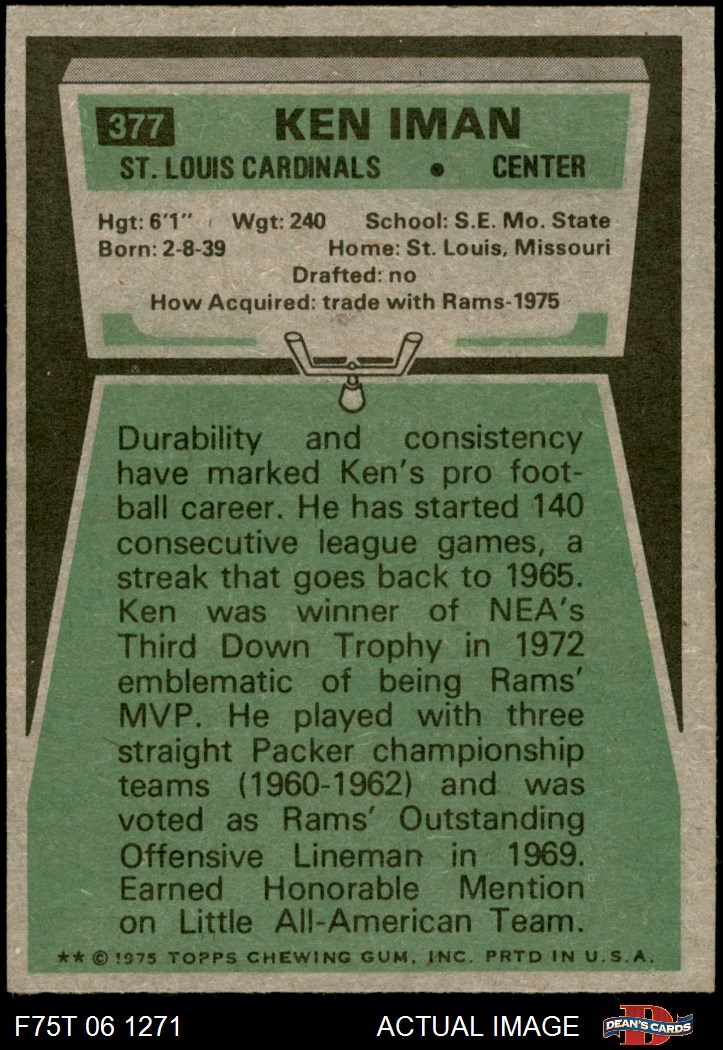 377 KEN IMAN
ST. LOUIS CARDINALS • CENTER
Hgt: 6'1" Wgt: 240 School: S.E. Mo. State
Born: 2-8-39 Home: St. Louis, Missouri
Drafted: no
How Acquired: trade with Rams-1975
Durability and consistency
have marked Ken's pro foot-
ball career. He has started 140
consecutive league games, a
streak that goes back to 1965.
Ken was winner of NEA's
Third Down Trophy in 1972
emblematic of being Rams'
MVP. He played with three
straight Packer championship
teams (1960-1962) and was
voted as Rams' Outstanding
Offensive Lineman in 1969.
Earned Honorable Mention
on Little All-American Team.
** © 1975 TOPPS CHEWING GUM, INC. PRTD IN U.S.A.
F75T 06 1271 ACTUAL IMAGE D DEAN'S CARDS